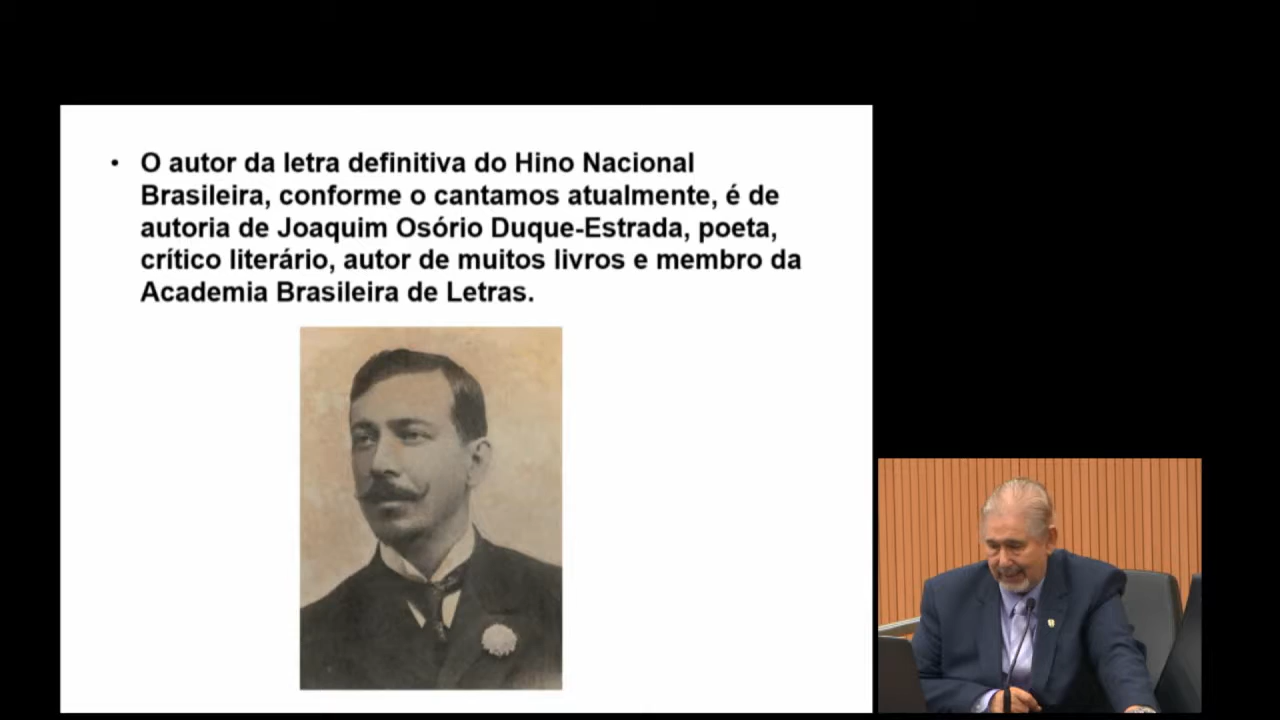 • O autor da letra definitiva do Hino Nacional
Brasileira, conforme o cantamos atualmente, é de
autoria de Joaquim Osório Duque-Estrada, poeta,
crítico literário, autor de muitos livros e membro da
Academia Brasileira de Letras.